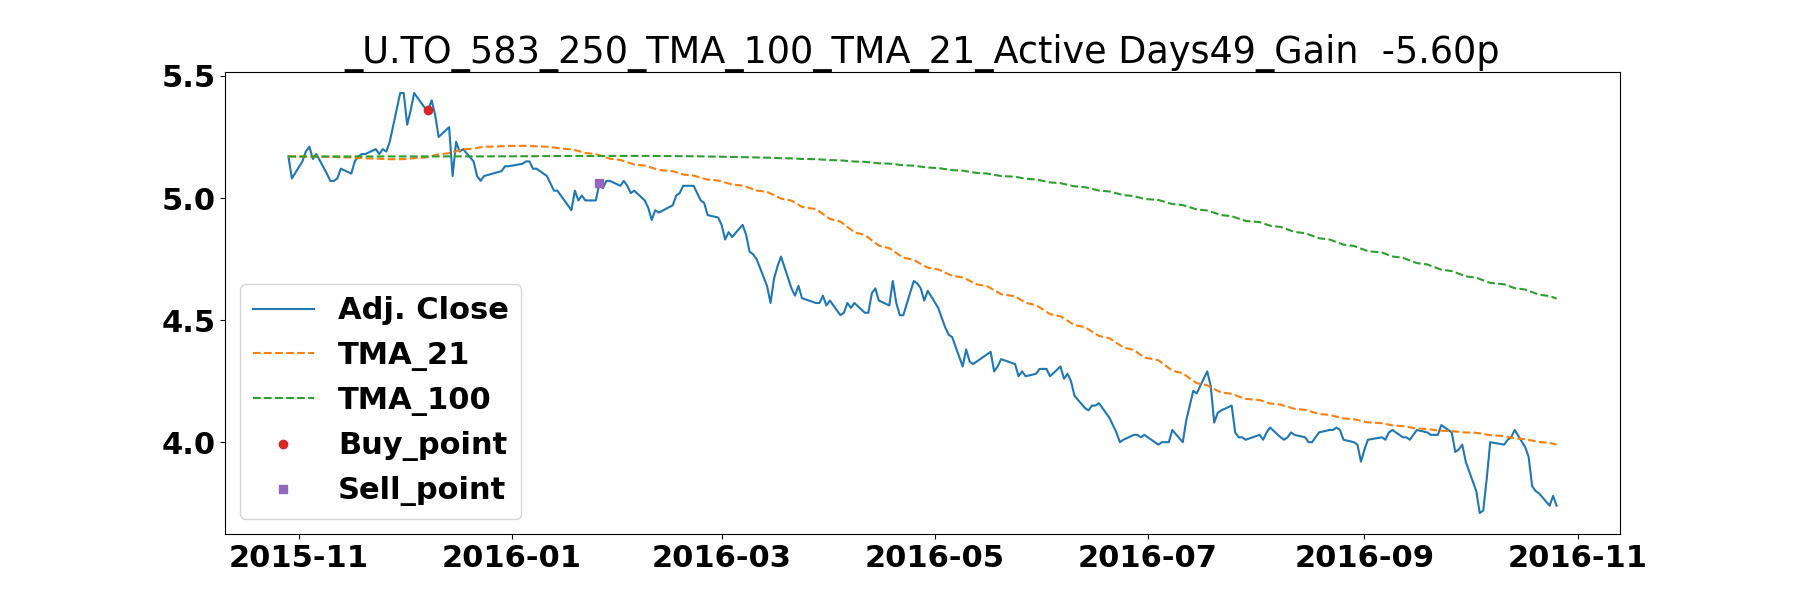 _U.TO_583_250_TMA_100_TMA_21_Active Days49_Gain  -5.60p
5.5
5.0
4.5
4.0
Adj. Close
TMA_21
TMA_100
Buy_point
Sell_point
2015-11 2016-01 2016-03 2016-05 2016-07 2016-09 2016-11